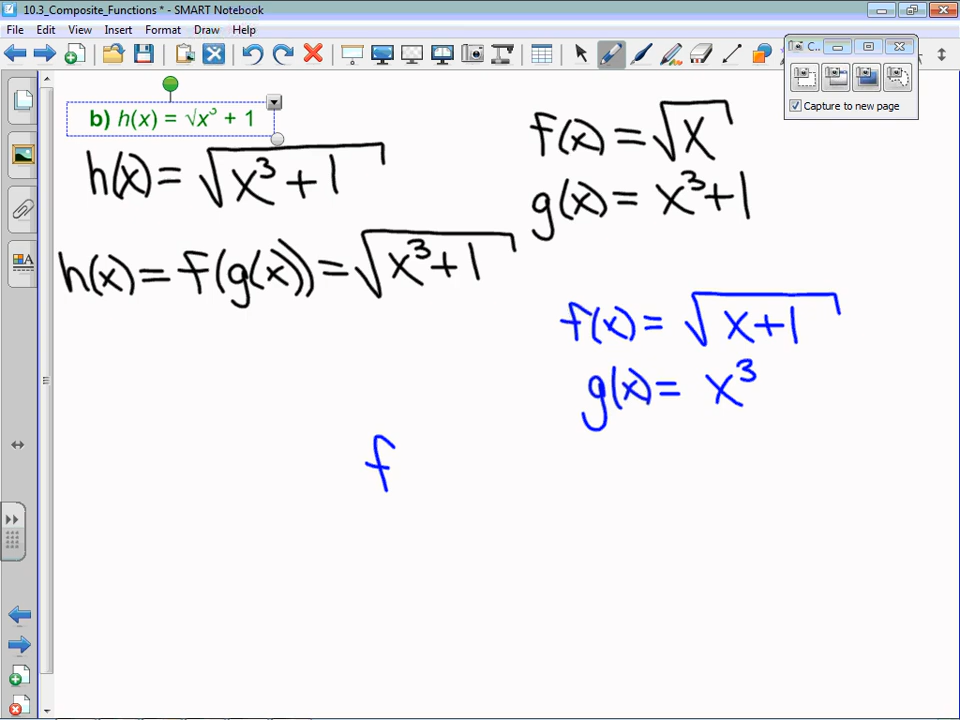 10.3_Composite_Functions * - SMART Notebook
File Edit View Insert Format Draw Help
C...
Capture to new page
b) h(x) = √x³ + 1
h(x) = √x³ + 1
f(x) = √x
g(x) = x³ + 1
h(x) = f(g(x)) = √x³ + 1
f(x) = √x + 1
g(x) = x³
f